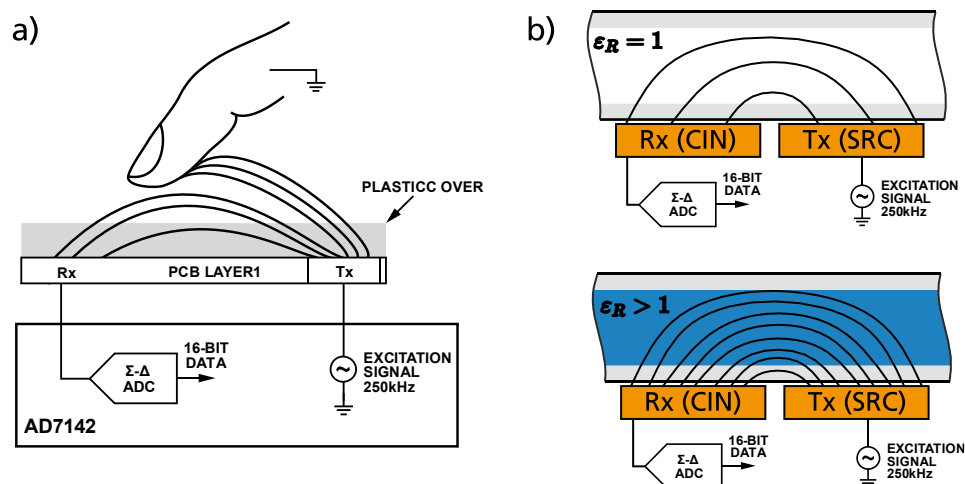 a)
PLASTICC OVER
Rx
PCB LAYER1
Tx
16-BIT
DATA
Σ-Δ
ADC
EXCITATION
SIGNAL
250kHz
AD7142
b)
εR = 1
Rx (CIN)
Tx (SRC)
16-BIT
DATA
Σ-Δ
ADC
EXCITATION
SIGNAL
250kHz
εR > 1
Rx (CIN)
Tx (SRC)
16-BIT
DATA
Σ-Δ
ADC
EXCITATION
SIGNAL
250kHz